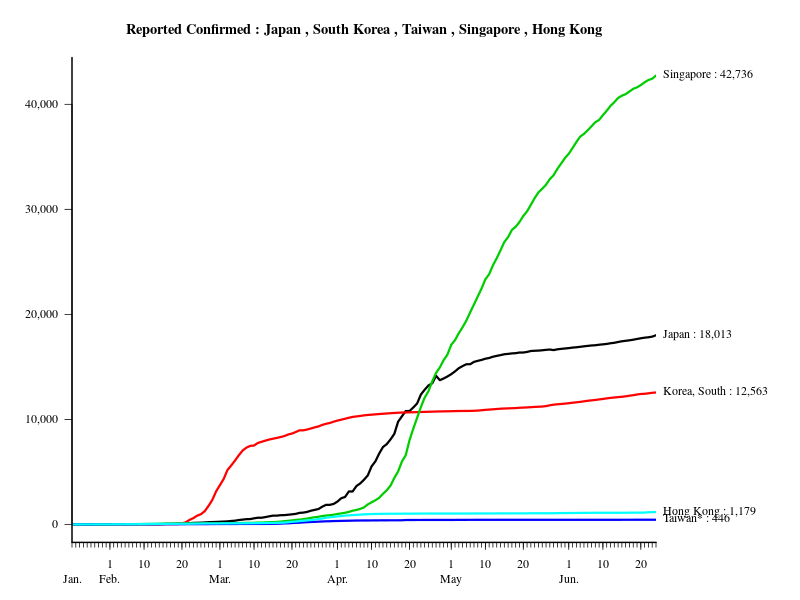 Reported Confirmed : Japan , South Korea , Taiwan , Singapore , Hong Kong
Singapore : 42,736
40,000
30,000
20,000
Japan : 18,013
Korea, South : 12,563
10,000
Hong Kong : 1,179
Taiwan* : 446
0
1 10 20 1 10 20 1 10 20 1 10 20 1 10 20
Jan. Feb. Mar. Apr. May Jun.